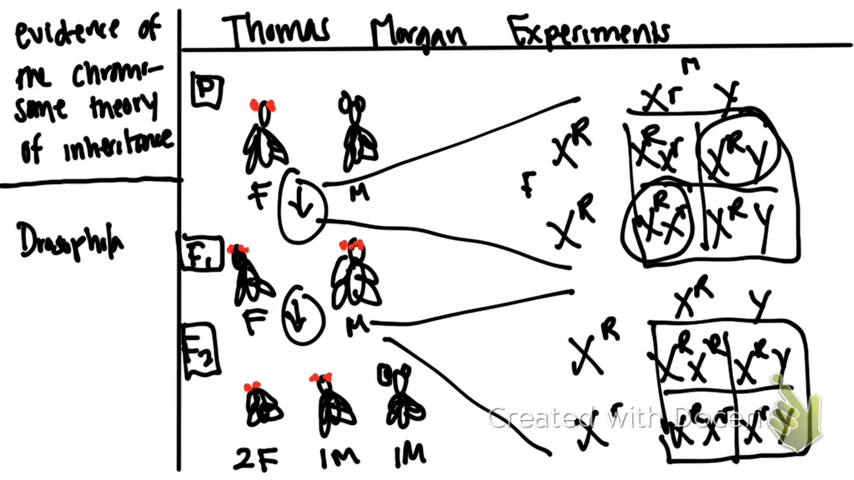 Thomas Morgan Experiments
evidence of
the chromo-
some theory
of inheritance
Drosophila
P
F M
F1
F M
F2
2F 1M 1M
M
Xr Y
F
X^R X^R X^r X^R Y
X^R X^R X^r X^R Y
X^R Y
X^R X^R X^R X^R Y
X^r X^R X^r X^r Y
Created with Doceri